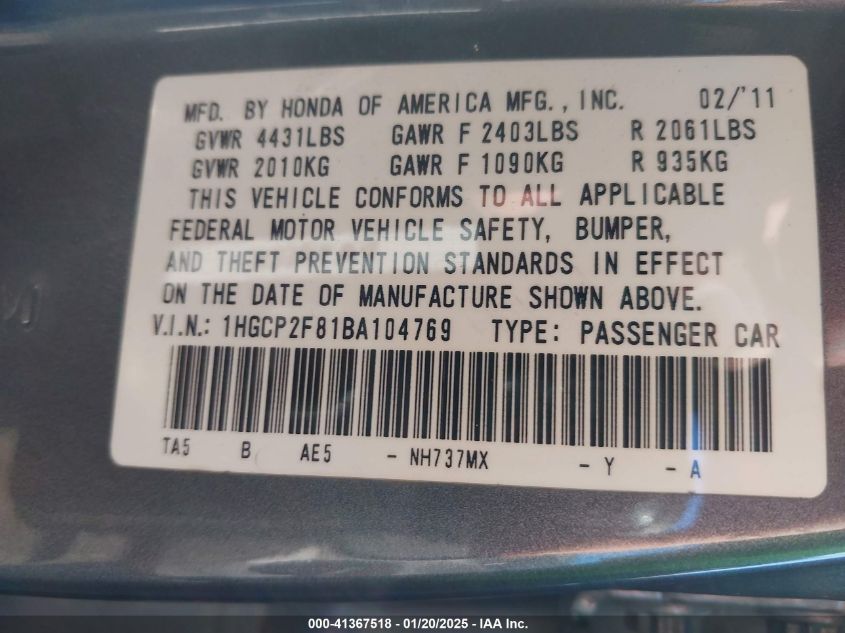 MFD. BY HONDA OF AMERICA MFG., INC. 02/'11
GVWR 4431LBS GAWR F 2403LBS R 2061LBS
GVWR 2010KG GAWR F 1090KG R 935KG
THIS VEHICLE CONFORMS TO ALL APPLICABLE
FEDERAL MOTOR VEHICLE SAFETY, BUMPER,
AND THEFT PREVENTION STANDARDS IN EFFECT
ON THE DATE OF MANUFACTURE SHOWN ABOVE.
V.I.N.: 1HGCP2F81BA104769 TYPE: PASSENGER CAR
TA5 B AE5 - NH737MX - Y - A
000-41367518 - 01/20/2025 - IAA Inc.